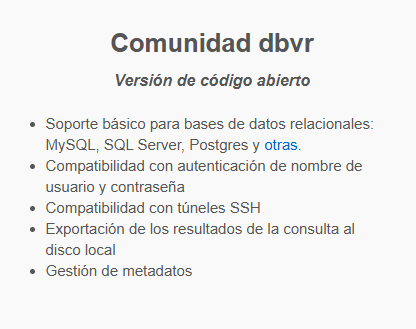 Comunidad dbvr
Versión de código abierto
• Soporte básico para bases de datos relacionales:
MySQL, SQL Server, Postgres y otras.
• Compatibilidad con autenticación de nombre de
usuario y contraseña
• Compatibilidad con túneles SSH
• Exportación de los resultados de la consulta al
disco local
• Gestión de metadatos